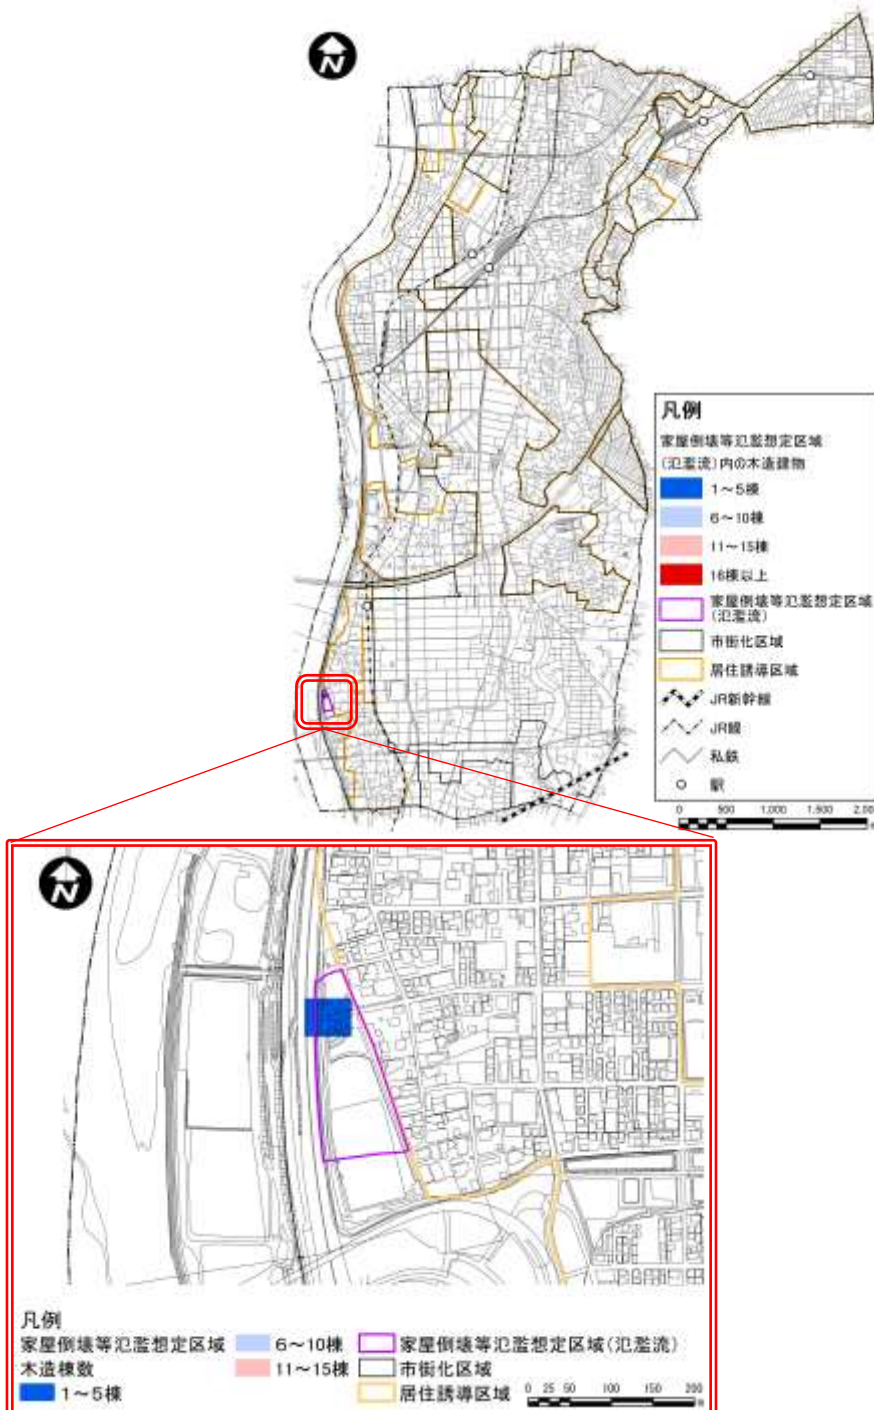 N
凡例
家屋倒壊等氾濫想定区域
(氾濫流)内の木造建物
1~5棟
6~10棟
11~15棟
16棟以上
家屋倒壊等氾濫想定区域
(氾濫流)
市街化区域
居住誘導区域
JR新幹線
JR線
私鉄
駅
0 500 1,000 1,500 2,00
N
凡例
家屋倒壊等氾濫想定区域 6~10棟 家屋倒壊等氾濫想定区域(氾濫流)
木造棟数 11~15棟 市街化区域
1~5棟 居住誘導区域 0 25 50 100 150 200
m